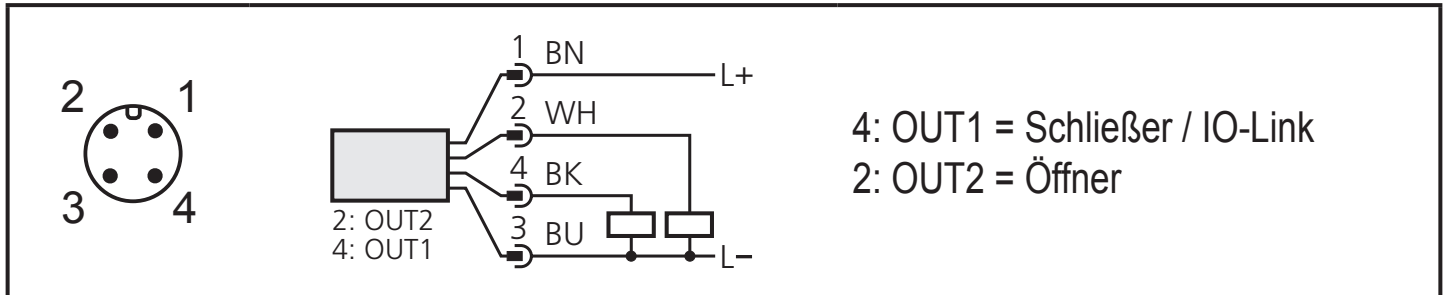 2 1
3 4
1 BN
L+
2 WH
4 BK
3 BU
L–
2: OUT2
4: OUT1
4: OUT1 = Schließer / IO-Link
2: OUT2 = Öffner